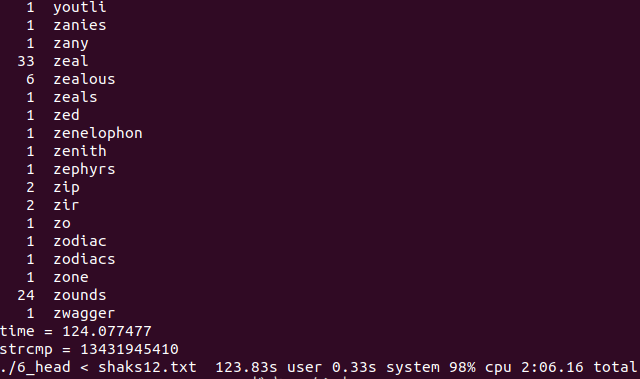 1 youtli
1 zanies
1 zany
33 zeal
6 zealous
1 zeals
1 zed
1 zenelophon
1 zenith
1 zephyrs
2 zip
2 zir
1 zo
1 zodiac
1 zodiacs
1 zone
24 zounds
1 zwagger
time = 124.077477
strcmp = 13431945410
./6_head < shaks12.txt 123.83s user 0.33s system 98% cpu 2:06.16 total